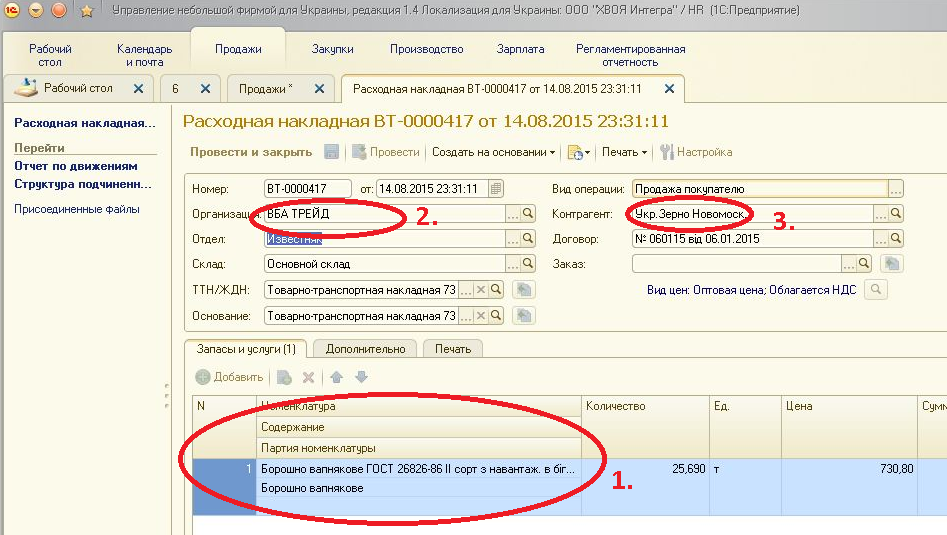 Управление небольшой фирмой для Украины, редакция 1.4 Локализация для Украины: ООО "ХВОЯ Интегра" / HR (1С:Предприятие)
Рабочий стол
Календарь и почта
Продажи
Закупки
Производство
Зарплата
Регламентированная отчетность
Рабочий стол
6
Продажи *
Расходная накладная ВТ-0000417 от 14.08.2015 23:31:11
Расходная накладная...
Перейти
Отчет по движениям
Структура подчиненн...
Присоединенные файлы
Расходная накладная ВТ-0000417 от 14.08.2015 23:31:11
Провести и закрыть Провести Создать на основании Печать Настройка
Номер: ВТ-0000417 от: 14.08.2015 23:31:11 Вид операции: Продажа покупателю ...
Организация: ВБА ТРЕЙД ... 2. Контрагент: Укр.Зерно Новомоск ... 3.
Отдел: Известняк ... Договор: № 060115 від 06.01.2015 ...
Склад: Основной склад ... Заказ: ...
ТТН/ЖДН: Товарно-транспортная накладная 73 ... Вид цен: Оптовая цена; Облагается НДС
Основание: Товарно-транспортная накладная 73 ...
Запасы и услуги (1) Дополнительно Печать
Добавить
N Номенклатура Количество Ед. Цена Сумм
Содержание
Партия номенклатуры
1 Борошно вапнякове ГОСТ 26826-86 II сорт з навантаж. в біг... 25,690 т 730,80
Борошно вапнякове 1.